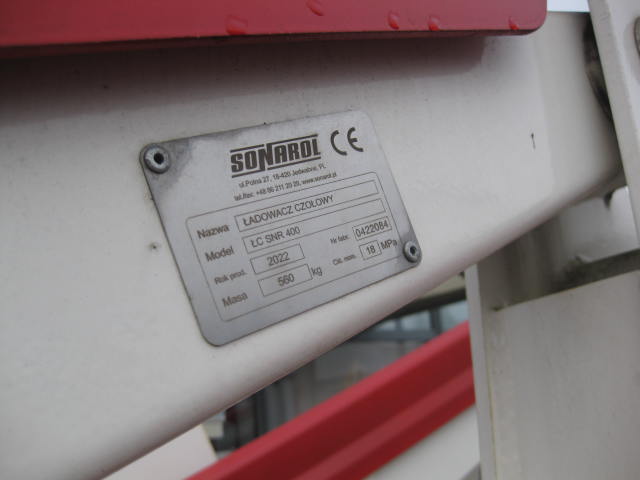 SONAROL CE
ul.Polna 27, 18-420 Jedwabne, PL
tel./fax: +48 86 211 20 20, www.sonarol.pl
Nazwa ŁADOWACZ CZOŁOWY
Model ŁC SNR 400
Rok prod. 2022 Nr fabr. 0422084
Masa 560 kg Ciś. nom. 18 MPa